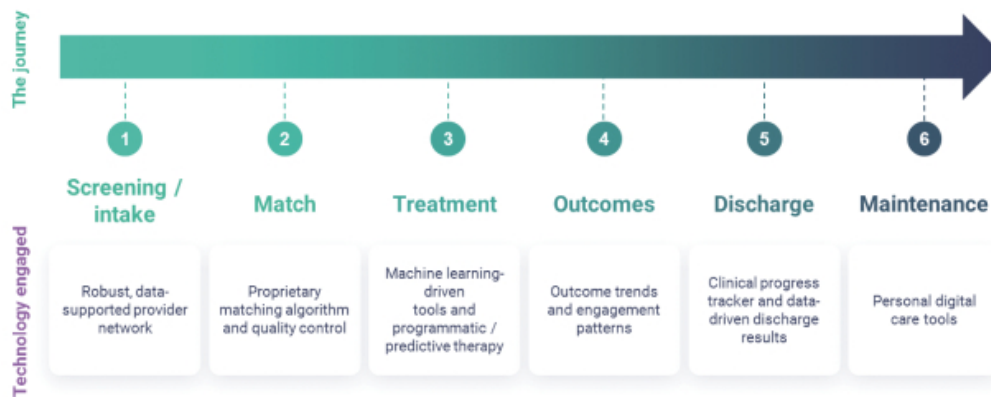 The journey
1
2
3
4
5
6
Screening /
intake
Match
Treatment
Outcomes
Discharge
Maintenance
Technology engaged
Robust, data-
supported provider
network
Proprietary
matching algorithm
and quality control
Machine learning-
driven
tools and
programmatic /
predictive therapy
Outcome trends
and engagement
patterns
Clinical progress
tracker and data-
driven discharge
results
Personal digital
care tools